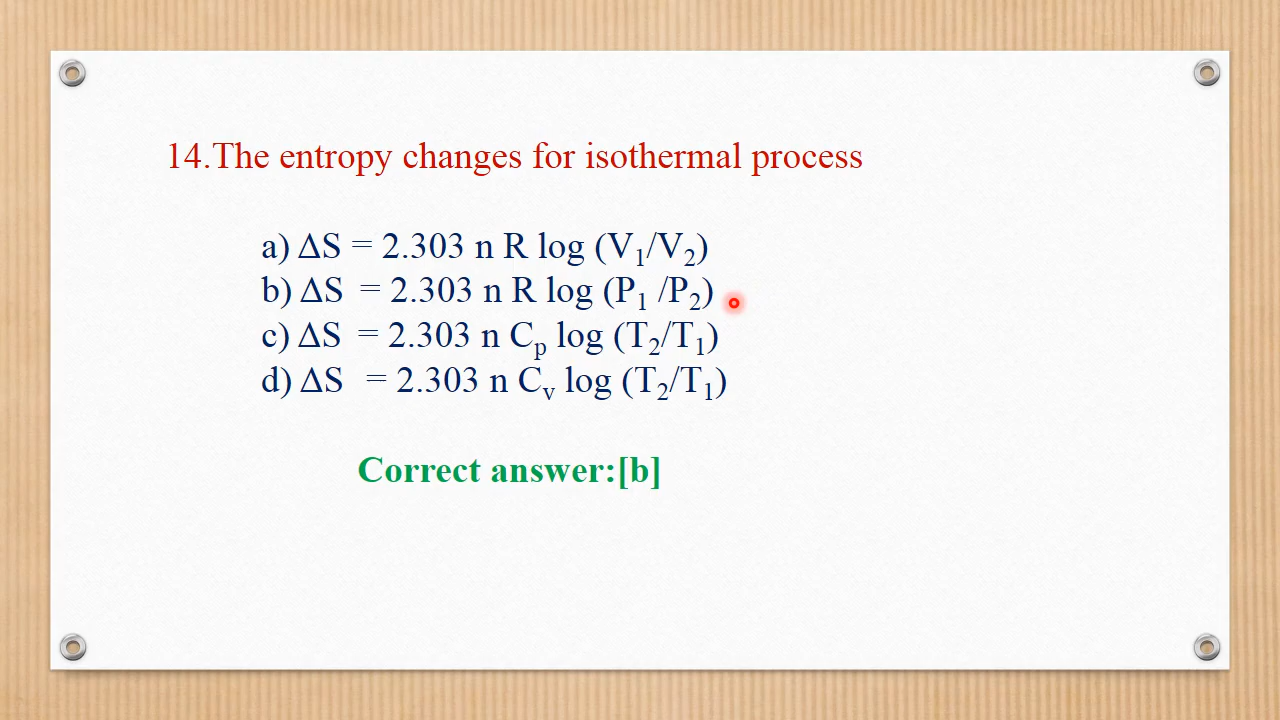 14.The entropy changes for isothermal process
a) ΔS = 2.303 n R log (V₁/V₂)
b) ΔS = 2.303 n R log (P₁ /P₂)
c) ΔS = 2.303 n Cₚ log (T₂/T₁)
d) ΔS = 2.303 n Cᵥ log (T₂/T₁)
Correct answer:[b]